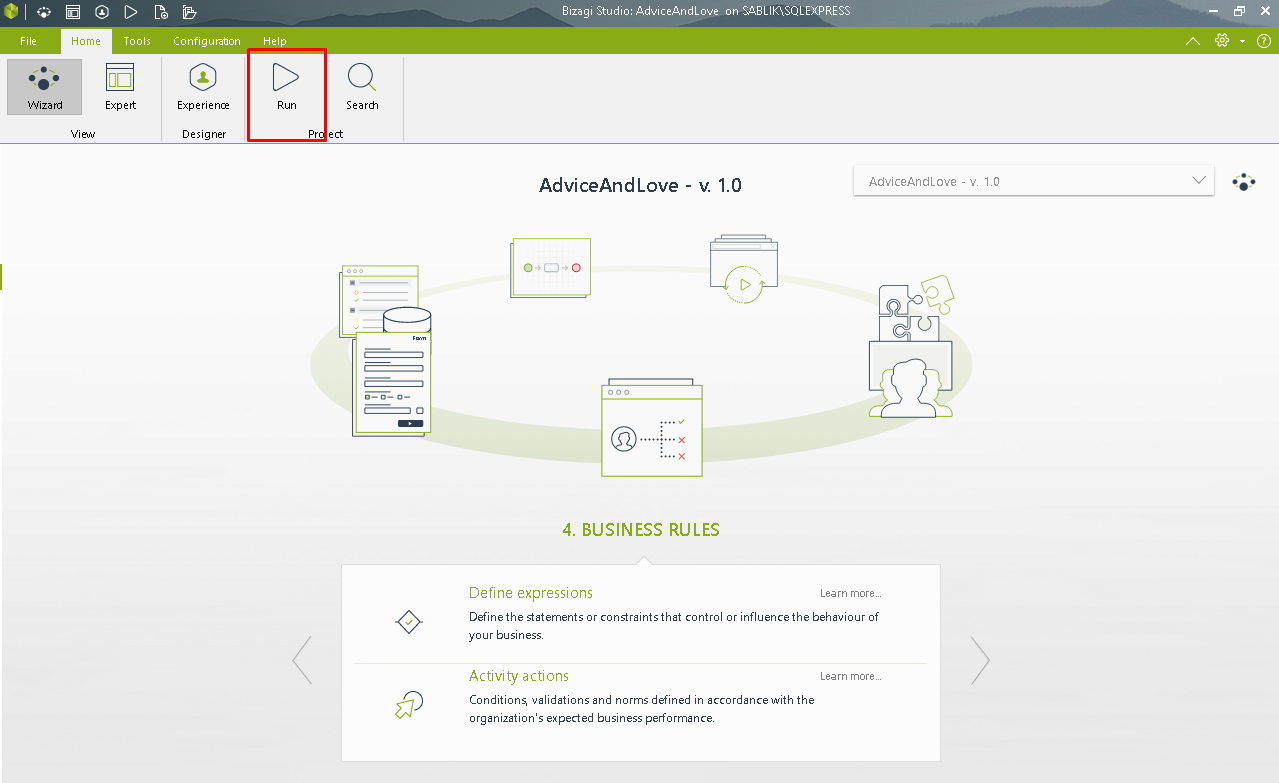 Bizagi Studio: AdviceAndLove on SABLIK\SQLEXPRESS
File Home Tools Configuration Help
Wizard Expert Experience Run Search
View Designer Project
AdviceAndLove - v. 1.0
AdviceAndLove - v. 1.0
Form
4. BUSINESS RULES
Define expressions Learn more...
Define the statements or constraints that control or influence the behaviour of
your business.
Activity actions Learn more...
Conditions, validations and norms defined in accordance with the
organization's expected business performance.